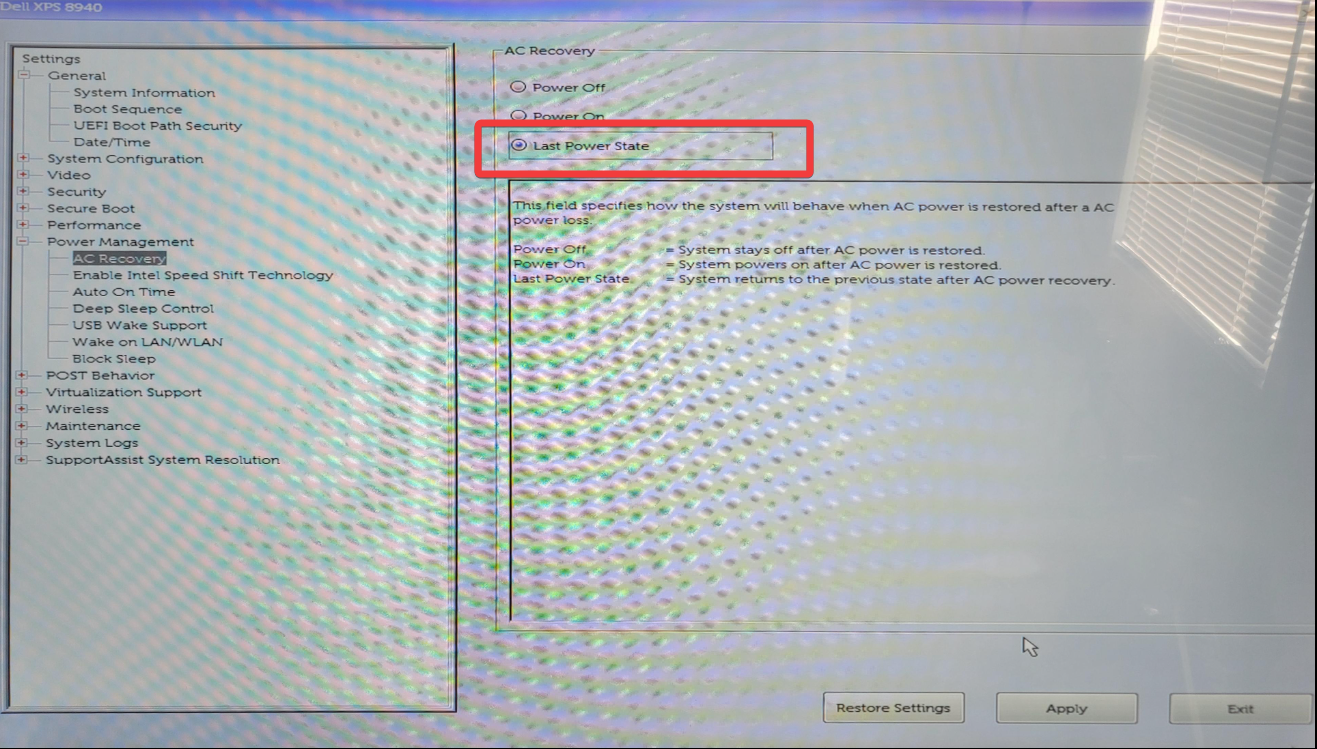 Dell XPS 8940
Settings
General
System Information
Boot Sequence
UEFI Boot Path Security
Date/Time
System Configuration
Video
Security
Secure Boot
Performance
Power Management
AC Recovery
Enable Intel Speed Shift Technology
Auto On Time
Deep Sleep Control
USB Wake Support
Wake on LAN/WLAN
Block Sleep
POST Behavior
Virtualization Support
Wireless
Maintenance
System Logs
SupportAssist System Resolution
AC Recovery
Power Off
Power On
Last Power State
This field specifies how the system will behave when AC power is restored after a AC
power loss.
Power Off = System stays off after AC power is restored.
Power On = System powers on after AC power is restored.
Last Power State = System returns to the previous state after AC power recovery.
Restore Settings
Apply
Exit